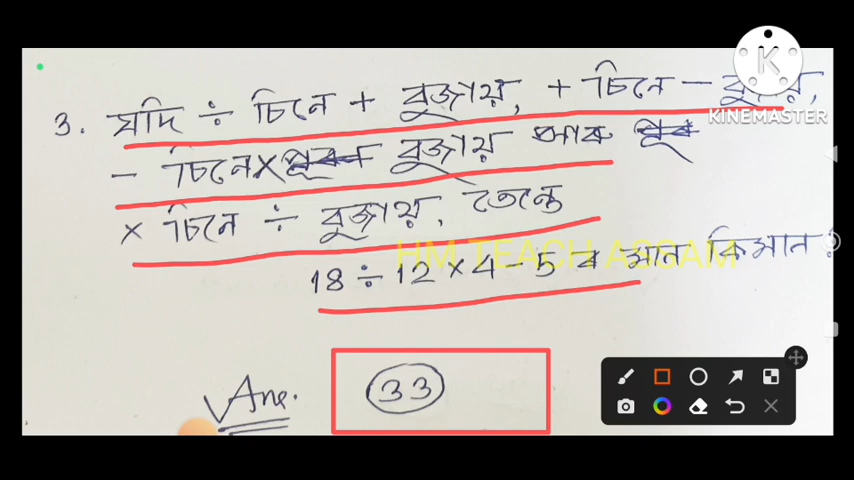 3. যদি ÷ চিনে + বুজায়, + চিনে - বুজায়,
KINEMASTER
- চিনে × বুজায় আৰু
× চিনে ÷ বুজায়, তেন্তে
HM TEACH ASSAM
18 ÷ 12 × 4 - 5 ৰ মান কিমান?
Ans. 33